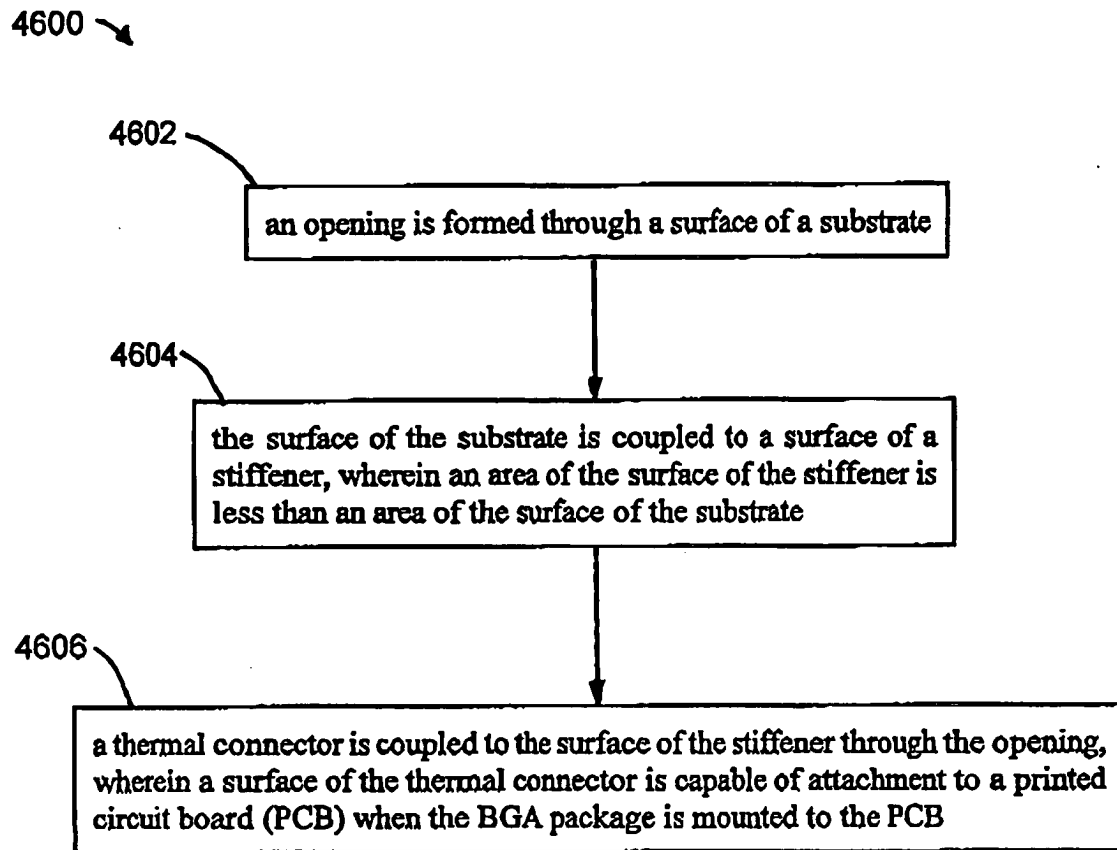 4600
4602
an opening is formed through a surface of a substrate
4604
the surface of the substrate is coupled to a surface of a
stiffener, wherein an area of the surface of the stiffener is
less than an area of the surface of the substrate
4606
a thermal connector is coupled to the surface of the stiffener through the opening,
wherein a surface of the thermal connector is capable of attachment to a printed
circuit board (PCB) when the BGA package is mounted to the PCB